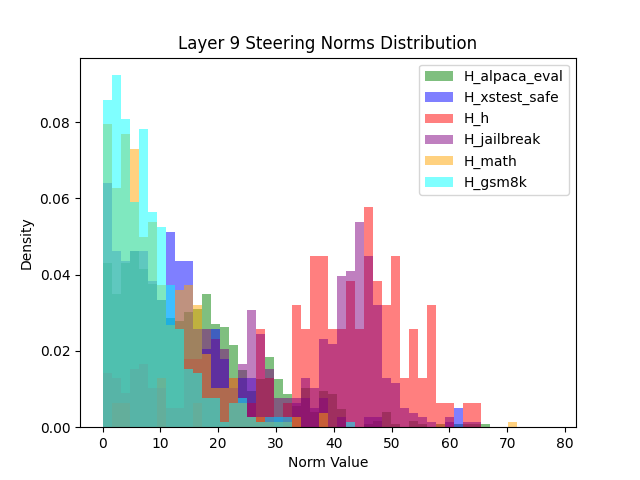 Layer 9 Steering Norms Distribution
H_alpaca_eval
H_xstest_safe
H_h
H_jailbreak
H_math
H_gsm8k
Density
0.08
0.06
0.04
0.02
0.00
0 10 20 30 40 50 60 70 80
Norm Value